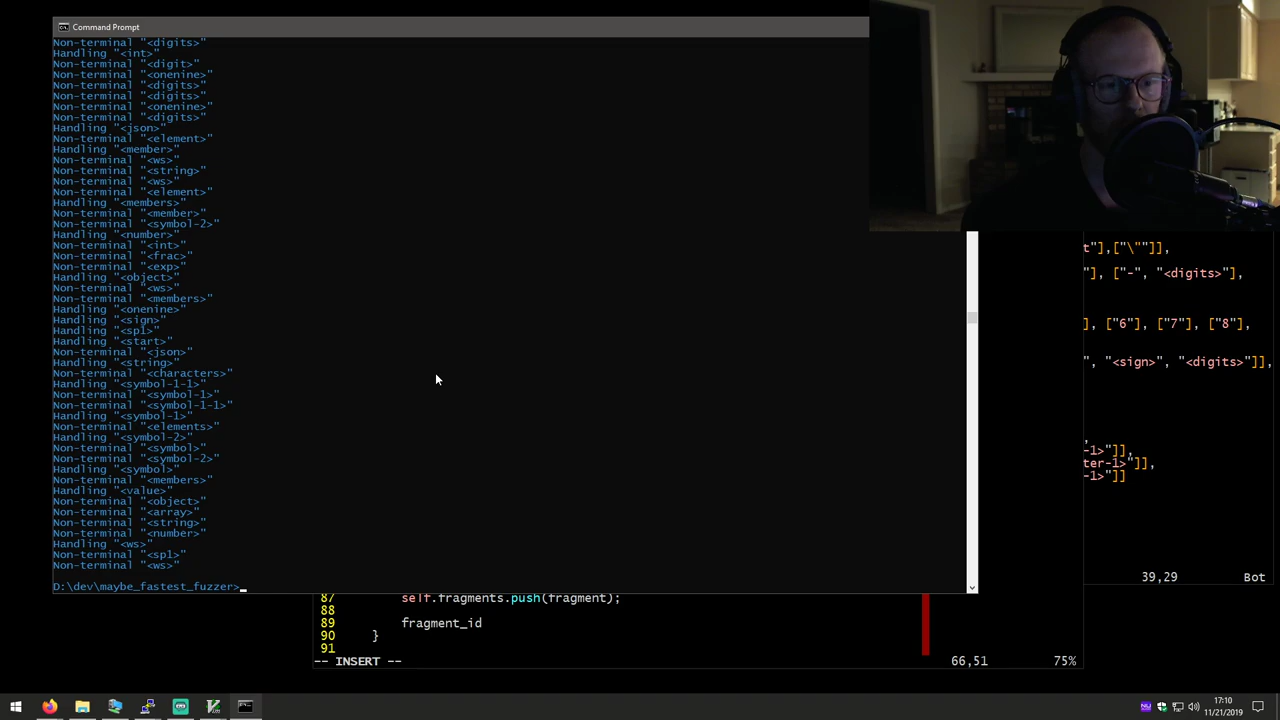 Command Prompt
Non-terminal "<digits>"
Handling "<int>"
Non-terminal "<digit>"
Non-terminal "<onenine>"
Non-terminal "<digits>"
Non-terminal "<digits>"
Non-terminal "<onenine>"
Non-terminal "<digits>"
Handling "<json>"
Non-terminal "<element>"
Handling "<member>"
Non-terminal "<ws>"
Non-terminal "<string>"
Non-terminal "<ws>"
Non-terminal "<element>"
Handling "<members>"
Non-terminal "<member>"
Non-terminal "<symbol-2>"
Handling "<number>"
Non-terminal "<int>"
Non-terminal "<frac>"
Non-terminal "<exp>"
Handling "<object>"
Non-terminal "<ws>"
Non-terminal "<members>"
Handling "<onenine>"
Handling "<sign>"
Handling "<sp1>"
Handling "<start>"
Non-terminal "<json>"
Handling "<string>"
Non-terminal "<characters>"
Handling "<symbol-1-1>"
Non-terminal "<symbol-1>"
Non-terminal "<symbol-1-1>"
Handling "<symbol-1>"
Non-terminal "<elements>"
Handling "<symbol-2>"
Non-terminal "<symbol>"
Non-terminal "<symbol-2>"
Handling "<symbol>"
Non-terminal "<members>"
Handling "<value>"
Non-terminal "<object>"
Non-terminal "<array>"
Non-terminal "<string>"
Non-terminal "<number>"
Handling "<ws>"
Non-terminal "<sp1>"
Non-terminal "<ws>"
D:\dev\maybe_fastest_fuzzer>
t"],["\""]],
"], ["-", "<digits>"],
], ["6"], ["7"], ["8"],
", "<sign>", "<digits>"]],
,
-1>"]],
ter-1>"]],
-1>"]]
39,29 Bot
87 self.fragments.push(fragment);
88
89 fragment_id
90 }
91
-- INSERT -- 66,51 75%
17:10
11/21/2019